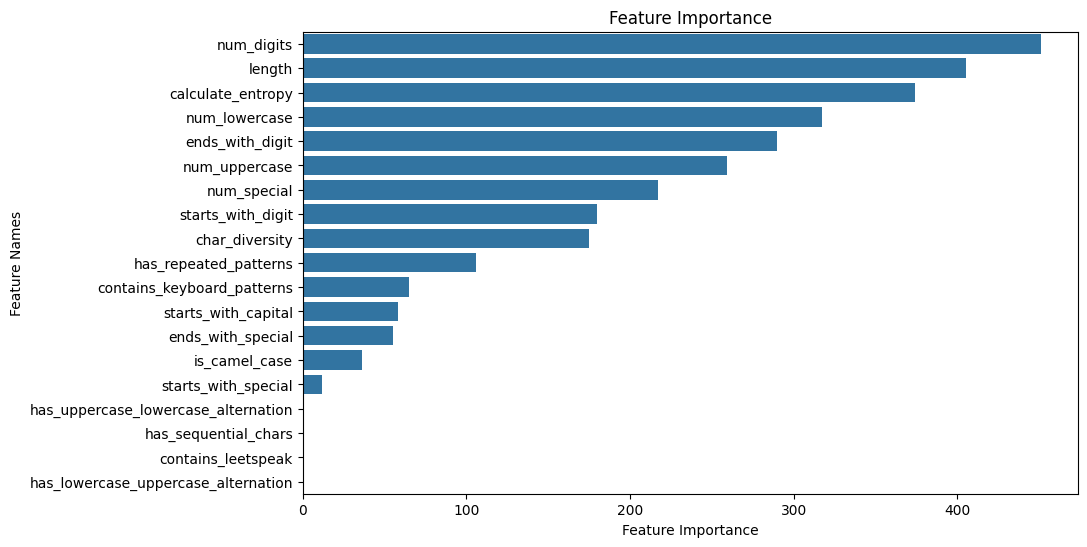 Feature Importance
Feature Names
num_digits
length
calculate_entropy
num_lowercase
ends_with_digit
num_uppercase
num_special
starts_with_digit
char_diversity
has_repeated_patterns
contains_keyboard_patterns
starts_with_capital
ends_with_special
is_camel_case
starts_with_special
has_uppercase_lowercase_alternation
has_sequential_chars
contains_leetspeak
has_lowercase_uppercase_alternation
0 100 200 300 400
Feature Importance